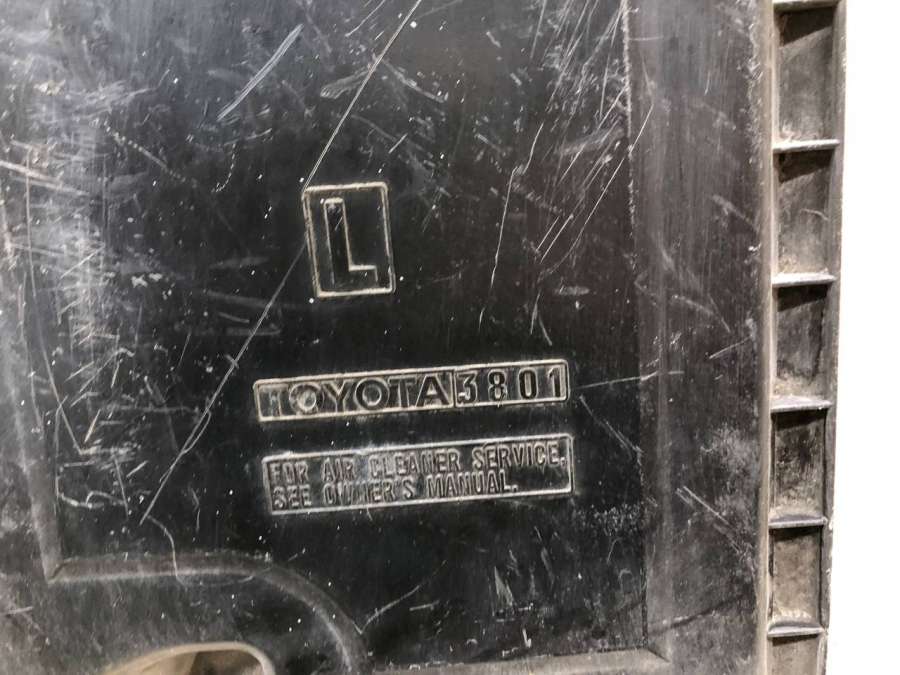 L
TOYOTA 3801
FOR AIR CLEANER SERVICE,
SEE OWNER'S MANUAL.